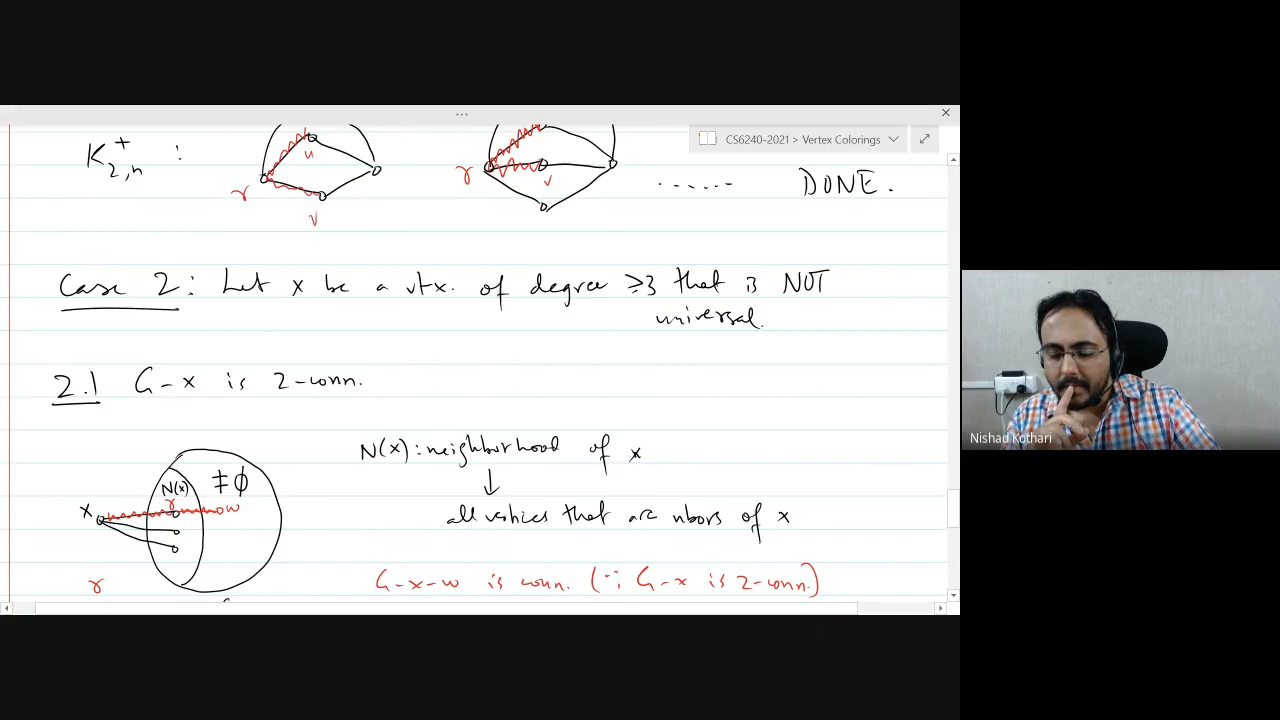 CS6240-2021 > Vertex Colorings
K⁺₂,ₙ :
u
r
v
r
v
...... DONE.
Case 2: Let x be a vtx. of degree ≥3 that is NOT
universal.
2.1 G-x is 2-conn.
N(x): neighborhood of x
N(x) ≠ ϕ
x r w
↓
all vertices that are nbors of x
r
G-x-w is conn. (∵ G-x is 2-conn.)
Nishad Kothari